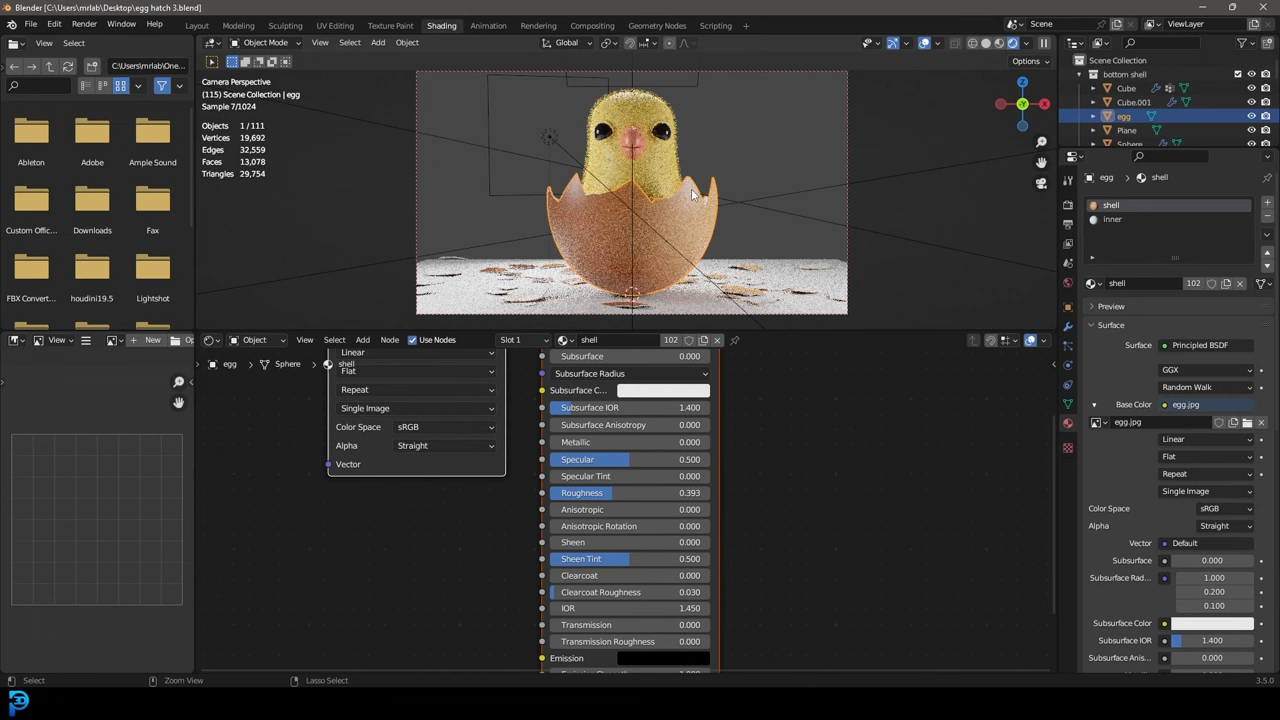 Blender [C:\Users\mrlab\Desktop\egg hatch 3.blend]
File Edit Render Window Help Layout Modeling Sculpting UV Editing Texture Paint Shading Animation Rendering Compositing Geometry Nodes Scripting Scene ViewLayer
View Select Object Mode View Select Add Object Global
C:\Users\mrlab\One...
Options
Camera Perspective
(115) Scene Collection | egg
Sample 7/1024
Objects 1/111
Vertices 19,692
Edges 32,559
Faces 13,078
Triangles 29,754
Ableton Adobe Ample Sound
Custom Offic... Downloads Fax
FBX Convert... houdini19.5 Lightshot
Z
X
Y
Scene Collection
bottom shell
Cube
Cube.001
egg
Plane
Sphere
egg shell
shell
inner
shell 102
Preview
Surface
Surface Principled BSDF
GGX
Random Walk
Base Color egg.jpg
egg.jpg
Linear
Flat
Repeat
Single Image
Color Space sRGB
Alpha Straight
Vector Default
Subsurface 0.000
Subsurface Rad... 1.000
0.200
0.100
Subsurface Color
Subsurface IOR 1.400
Subsurface Anis... 0.000
View New Op
Object View Select Add Node Use Nodes Slot 1 shell 102
egg Sphere shell
Linear
Flat
Repeat
Single Image
Color Space sRGB
Alpha Straight
Vector
Subsurface 0.000
Subsurface Radius
Subsurface C...
Subsurface IOR 1.400
Subsurface Anisotropy 0.000
Metallic 0.000
Specular 0.500
Specular Tint 0.000
Roughness 0.393
Anisotropic 0.000
Anisotropic Rotation 0.000
Sheen 0.000
Sheen Tint 0.500
Clearcoat 0.000
Clearcoat Roughness 0.030
IOR 1.450
Transmission 0.000
Transmission Roughness 0.000
Emission
Select Zoom View Lasso Select 3.5.0